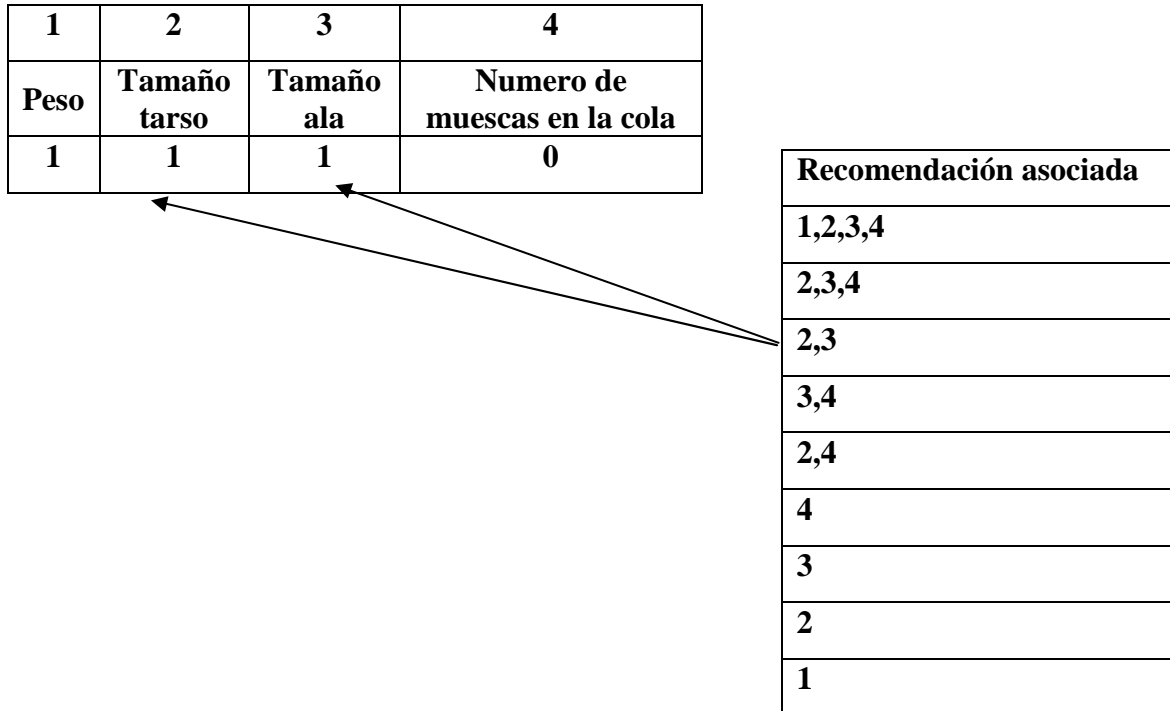 1 2 3 4
Peso Tamaño tarso Tamaño ala Numero de muescas en la cola
1 1 1 0
Recomendación asociada
1,2,3,4
2,3,4
2,3
3,4
2,4
4
3
2
1